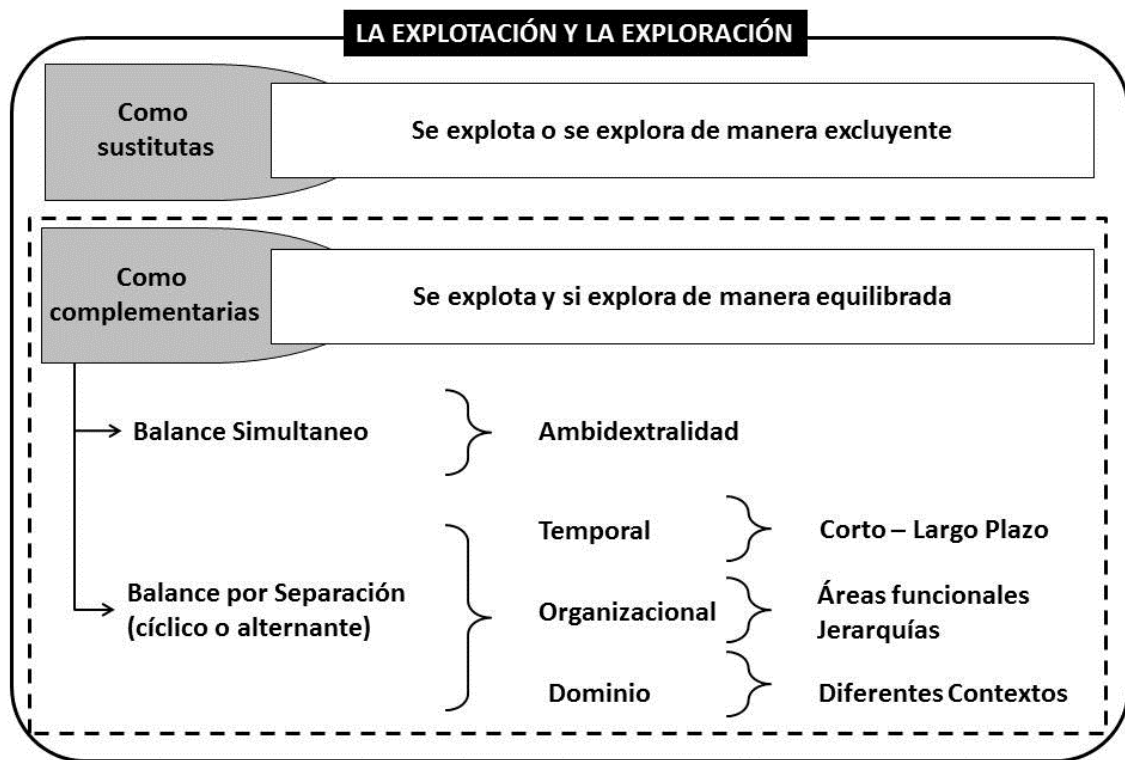 LA EXPLOTACIÓN Y LA EXPLORACIÓN
Como
sustitutas
Se explota o se explora de manera excluyente
Como
complementarias
Se explota y si explora de manera equilibrada
Balance Simultaneo
Ambidextralidad
Balance por Separación
(cíclico o alternante)
Temporal
Corto – Largo Plazo
Organizacional
Áreas funcionales
Jerarquías
Dominio
Diferentes Contextos